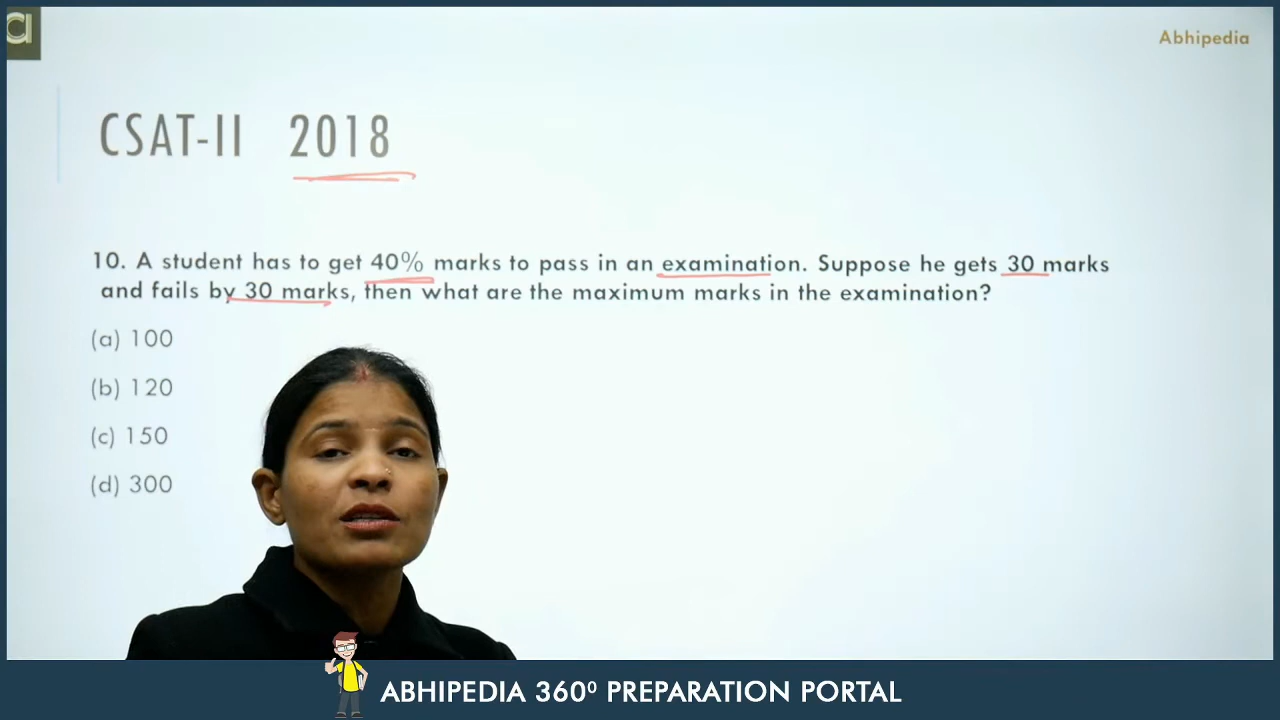 a
Abhipedia
CSAT-II 2018
10. A student has to get 40% marks to pass in an examination. Suppose he gets 30 marks
and fails by 30 marks, then what are the maximum marks in the examination?
(a) 100
(b) 120
(c) 150
(d) 300
ABHIPEDIA 360⁰ PREPARATION PORTAL